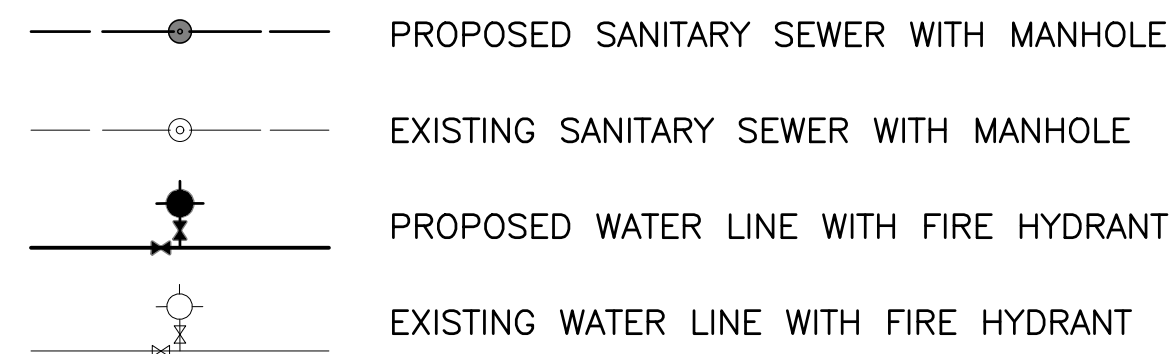 PROPOSED SANITARY SEWER WITH MANHOLE
EXISTING SANITARY SEWER WITH MANHOLE
PROPOSED WATER LINE WITH FIRE HYDRANT
EXISTING WATER LINE WITH FIRE HYDRANT